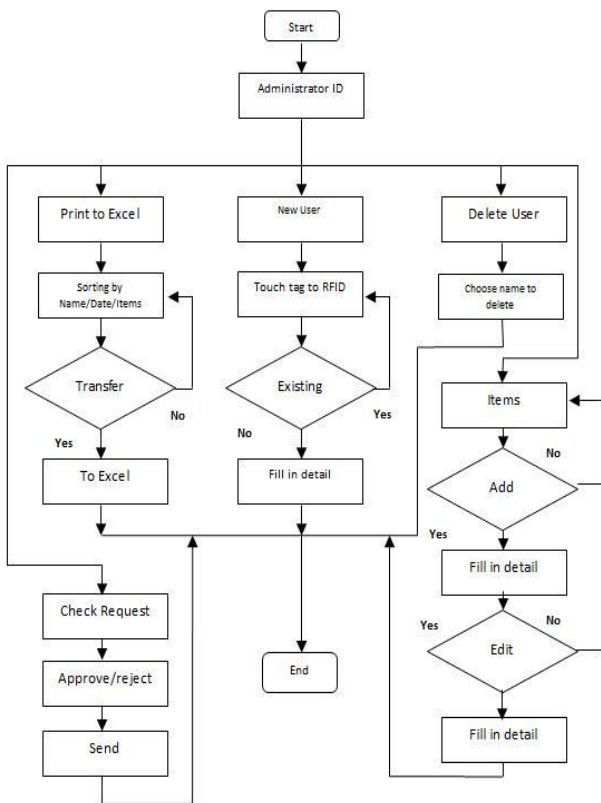 Start
Administrator ID
Print to Excel
New User
Delete User
Sorting by
Name/Date/Items
Touch tag to RFID
Choose name to
delete
Transfer
No
Yes
To Excel
Existing
Yes
No
Fill in detail
Items
No
Add
Yes
Fill in detail
Yes
No
Edit
Fill in detail
Check Request
Approve/reject
Send
End